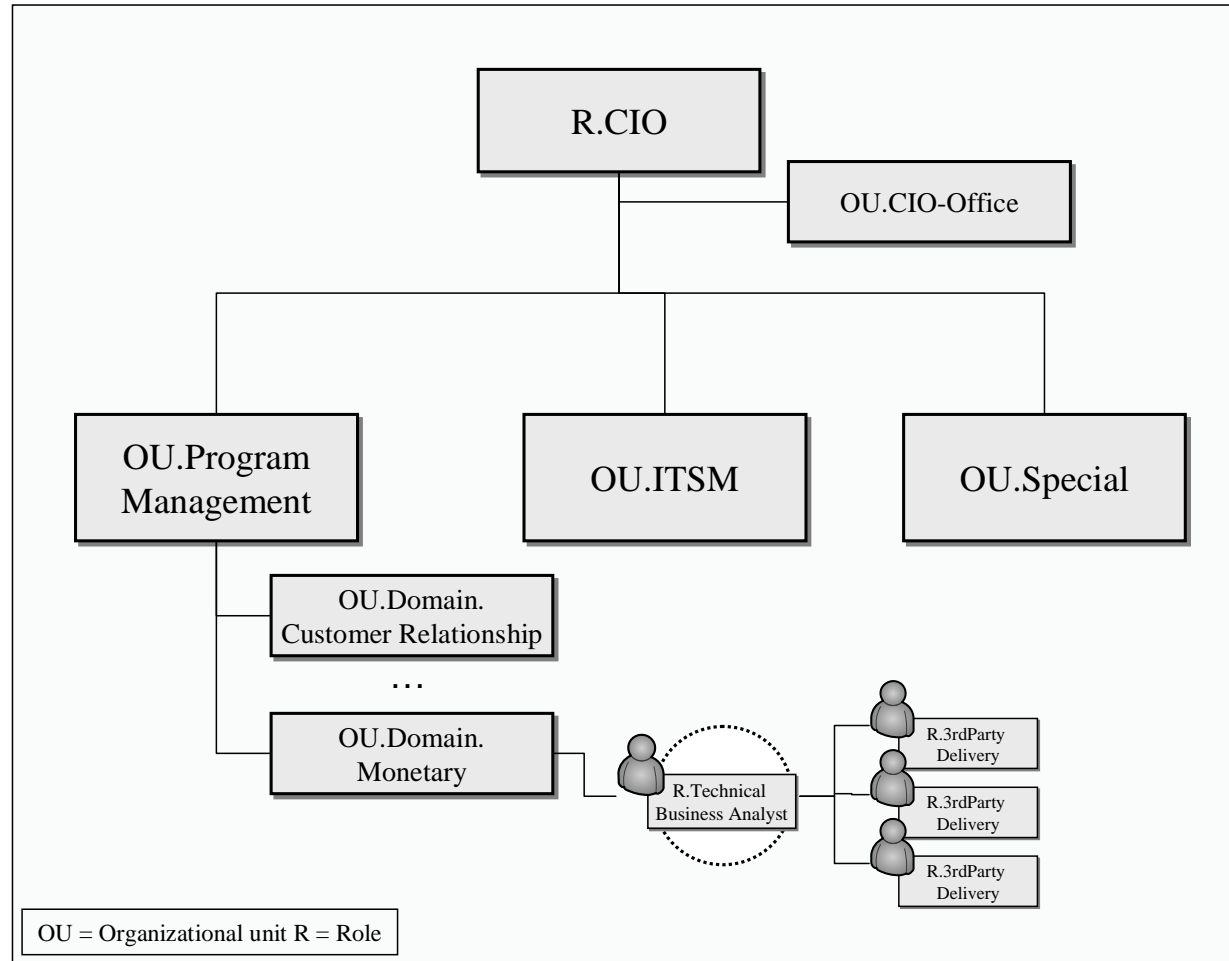 R.CIO
OU.CIO-Office
OU.Program
Management
OU.ITSM
OU.Special
OU.Domain.
Customer Relationship
...
OU.Domain.
Monetary
R.Technical
Business Analyst
R.3rdParty
Delivery
R.3rdParty
Delivery
R.3rdParty
Delivery
OU = Organizational unit R = Role